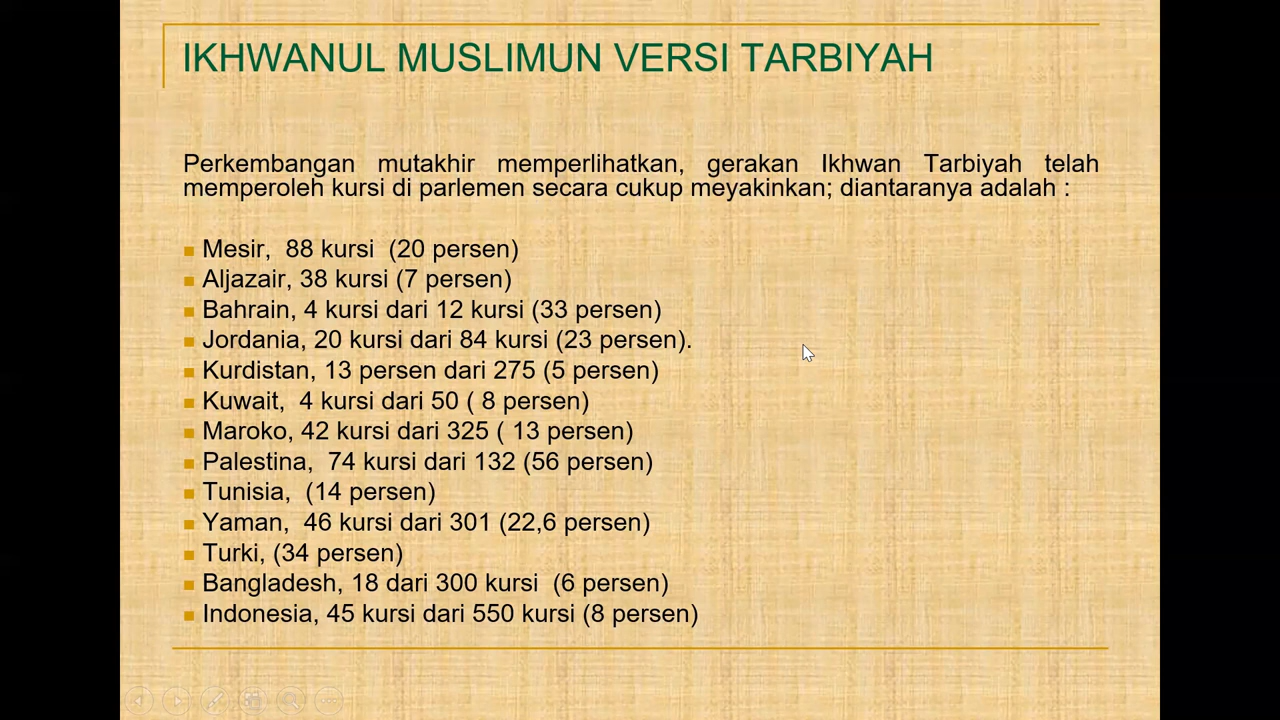 IKHWANUL MUSLIMUN VERSI TARBIYAH
Perkembangan mutakhir memperlihatkan, gerakan Ikhwan Tarbiyah telah
memperoleh kursi di parlemen secara cukup meyakinkan; diantaranya adalah :
Mesir, 88 kursi (20 persen)
Aljazair, 38 kursi (7 persen)
Bahrain, 4 kursi dari 12 kursi (33 persen)
Jordania, 20 kursi dari 84 kursi (23 persen).
Kurdistan, 13 persen dari 275 (5 persen)
Kuwait, 4 kursi dari 50 ( 8 persen)
Maroko, 42 kursi dari 325 ( 13 persen)
Palestina, 74 kursi dari 132 (56 persen)
Tunisia, (14 persen)
Yaman, 46 kursi dari 301 (22,6 persen)
Turki, (34 persen)
Bangladesh, 18 dari 300 kursi (6 persen)
Indonesia, 45 kursi dari 550 kursi (8 persen)